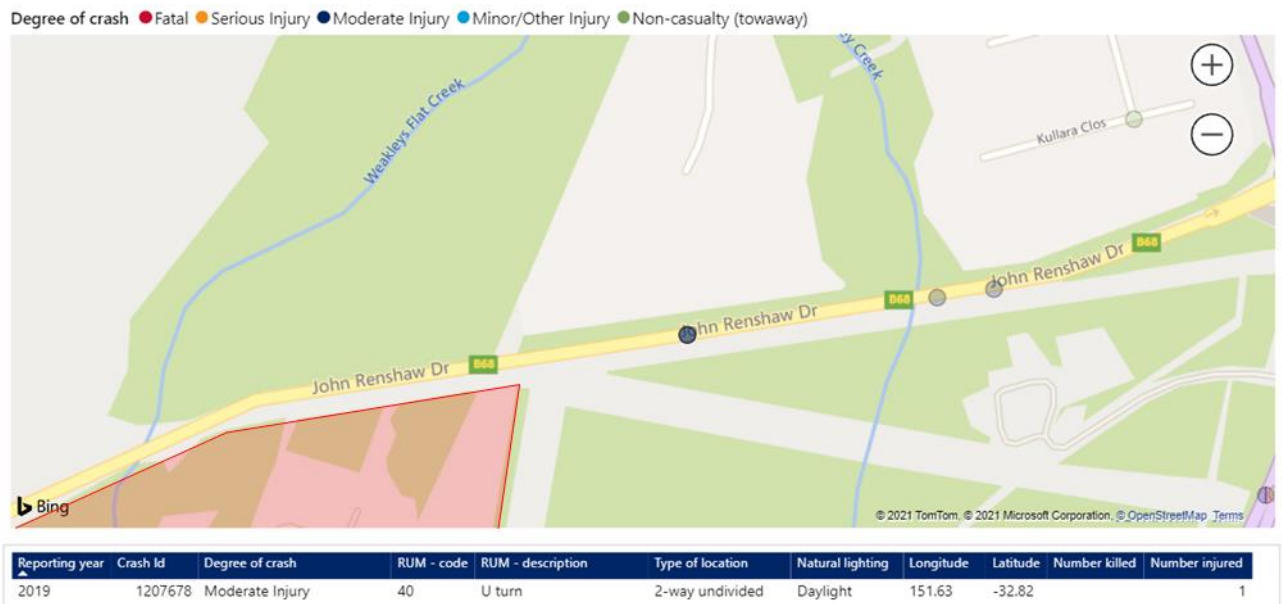 Degree of crash Fatal Serious Injury Moderate Injury Minor/Other Injury Non-casualty (towaway)
Weakleys Flat Creek
y Creek
Kullara Clos
John Renshaw Dr
B68
John Renshaw Dr
B68
hn Renshaw Dr
B68
John Renshaw Dr
Bing
© 2021 TomTom, © 2021 Microsoft Corporation, © OpenStreetMap Terms
Reporting year Crash Id Degree of crash RUM - code RUM - description Type of location Natural lighting Longitude Latitude Number killed Number injured
2019 1207678 Moderate Injury 40 U turn 2-way undivided Daylight 151.63 -32.82 1